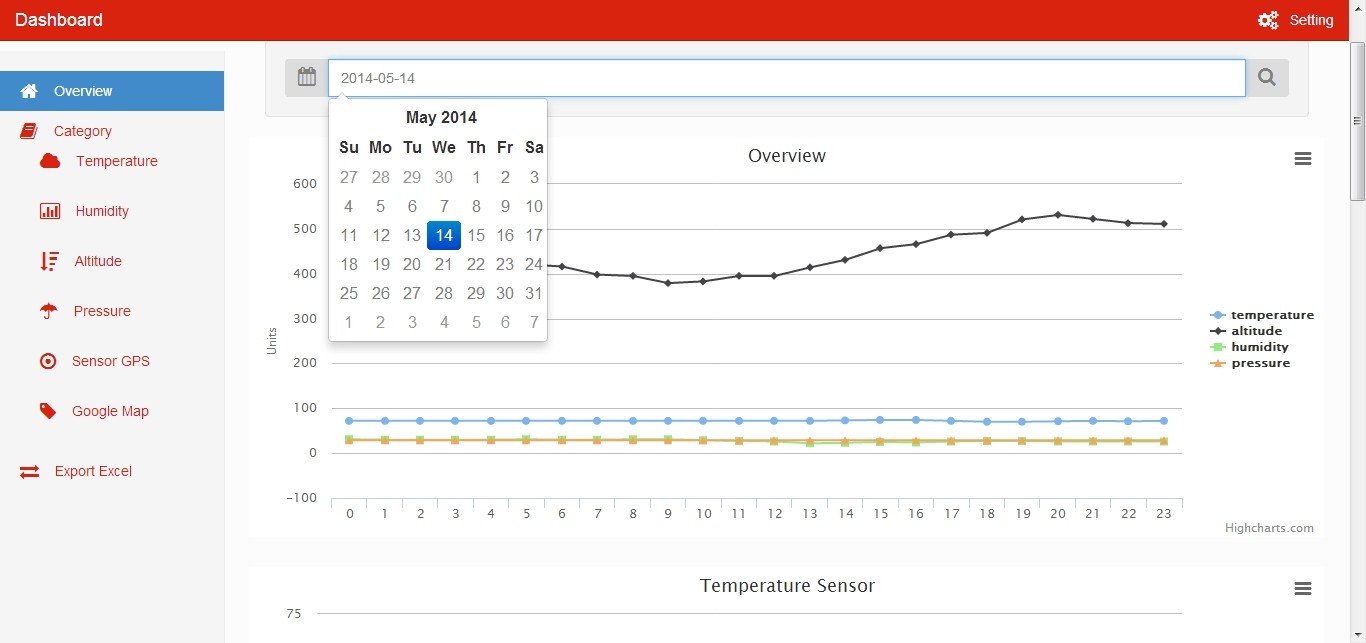 Dashboard
Setting
Overview
Category
Temperature
Humidity
Altitude
Pressure
Sensor GPS
Google Map
Export Excel
2014-05-14
May 2014
Su Mo Tu We Th Fr Sa
27 28 29 30 1 2 3
4 5 6 7 8 9 10
11 12 13 14 15 16 17
18 19 20 21 22 23 24
25 26 27 28 29 30 31
1 2 3 4 5 6 7
Overview
Units
600
500
400
300
200
100
0
-100
0 1 2 3 4 5 6 7 8 9 10 11 12 13 14 15 16 17 18 19 20 21 22 23
temperature
altitude
humidity
pressure
Highcharts.com
Temperature Sensor
75